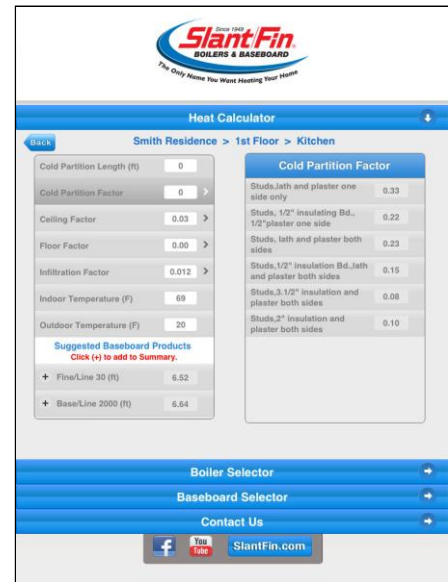 Since 1949
Slant/Fin.
BOILERS & BASEBOARD
The Only Name You Want Heating Your Home
Heat Calculator
Back
Smith Residence > 1st Floor > Kitchen
Cold Partition Length (ft) 0
Cold Partition Factor 0 >
Ceiling Factor 0.03 >
Floor Factor 0.00 >
Infiltration Factor 0.012 >
Indoor Temperature (F) 69
Outdoor Temperature (F) 20
Suggested Baseboard Products
Click (+) to add to Summary.
+ Fine/Line 30 (ft) 6.52
+ Base/Line 2000 (ft) 6.64
Cold Partition Factor
Studs,lath and plaster one
side only 0.33
Studs, 1/2" insulating Bd.,
1/2"plaster one side 0.22
Studs, lath and plaster both
sides 0.23
Studs,1/2" insulation Bd.,lath
and plaster both sides 0.15
Studs,3.1/2" insulation and
plaster both sides 0.08
Studs,2" insulation and
plaster both sides 0.10
Boiler Selector
Baseboard Selector
Contact Us
f
You
Tube
SlantFin.com